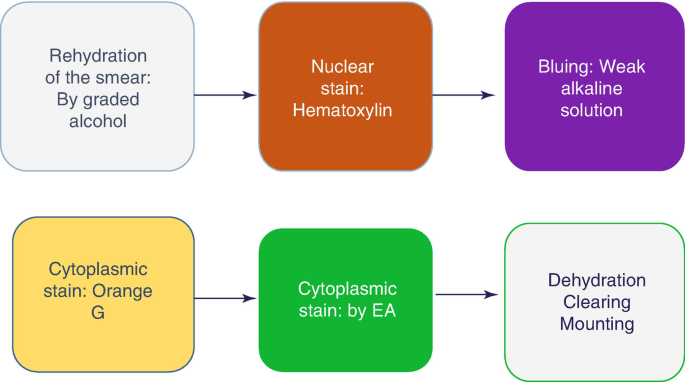 Rehydration
of the smear:
By graded
alcohol
Nuclear
stain:
Hematoxylin
Bluing: Weak
alkaline
solution
Cytoplasmic
stain: Orange
G
Cytoplasmic
stain: by EA
Dehydration
Clearing
Mounting